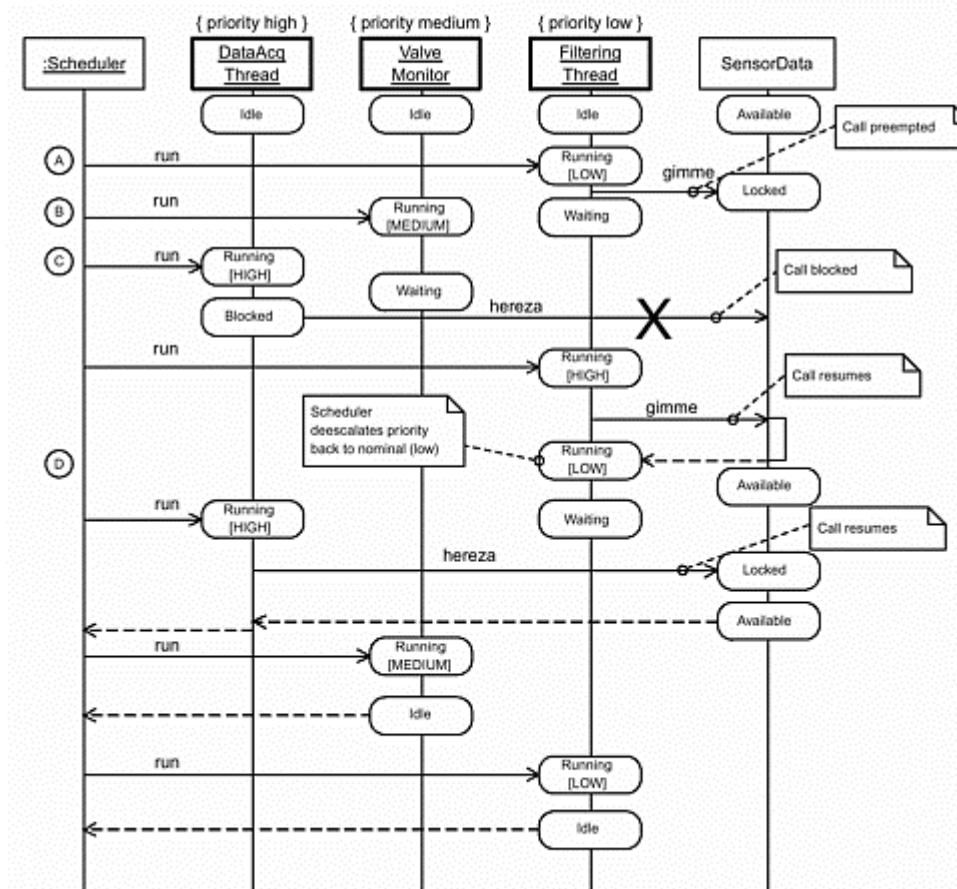 { priority high }
{ priority medium }
{ priority low }
:Scheduler
DataAcq
Thread
Valve
Monitor
Filtering
Thread
SensorData
Idle
Idle
Idle
Available
Call preempted
A
run
Running
[LOW]
gimme
Locked
B
run
Running
[MEDIUM]
Waiting
C
run
Running
[HIGH]
Call blocked
Waiting
Blocked
hereza
X
run
Running
[HIGH]
Call resumes
Scheduler
deescalates priority
back to nominal (low)
gimme
D
Running
[LOW]
Available
run
Running
[HIGH]
Waiting
Call resumes
hereza
Locked
Available
run
Running
[MEDIUM]
Idle
run
Running
[LOW]
Idle